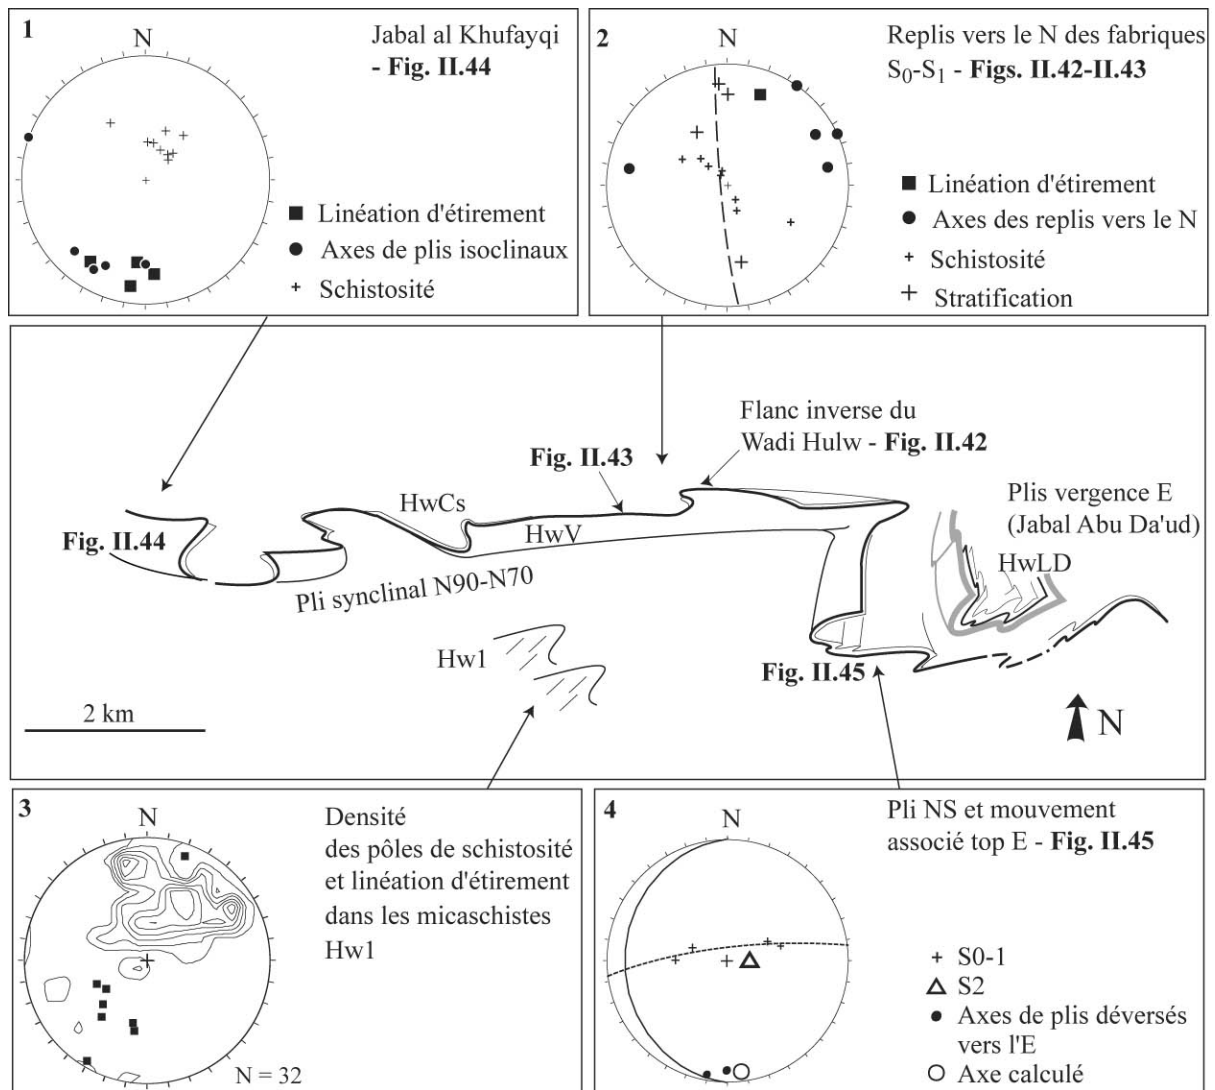 1
N
Jabal al Khufayqi
- Fig. II.44
Linéation d'étirement
Axes de plis isoclinaux
Schistosité
2
N
Replis vers le N des fabriques
S0-S1 - Figs. II.42-II.43
Linéation d'étirement
Axes des replis vers le N
Schistosité
Stratification
Flanc inverse du
Wadi Hulw - Fig. II.42
Fig. II.43
Plis vergence E
(Jabal Abu Da'ud)
HwCs
HwV
HwLD
Fig. II.44
Pli synclinal N90-N70
Hw1
Fig. II.45
2 km
N
3
N
Densité
des pôles de schistosité
et linéation d'étirement
dans les micaschistes
Hw1
N = 32
4
N
Pli NS et mouvement
associé top E - Fig. II.45
S0-1
S2
Axes de plis déversés
vers l'E
Axe calculé